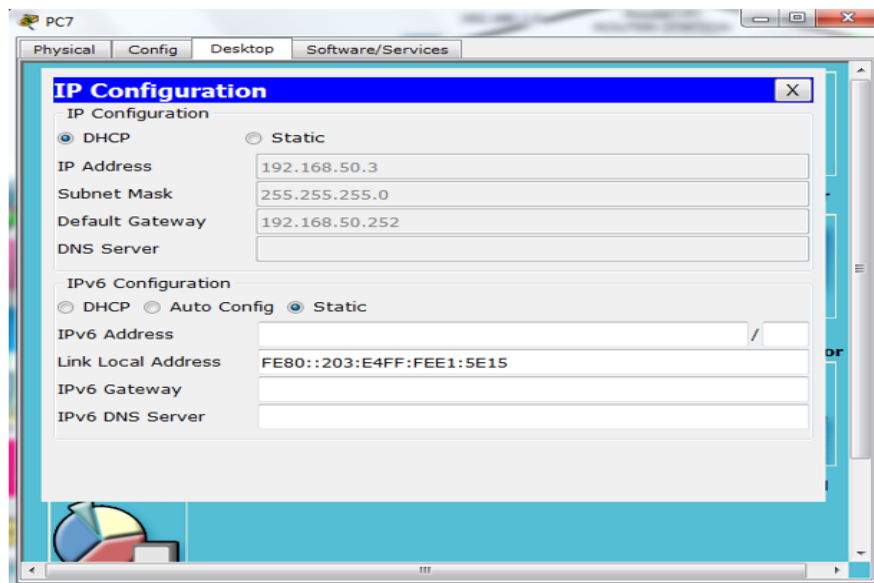 PC7
Physical Config Desktop Software/Services
IP Configuration X
IP Configuration
DHCP Static
IP Address 192.168.50.3
Subnet Mask 255.255.255.0
Default Gateway 192.168.50.252
DNS Server
IPv6 Configuration
DHCP Auto Config Static
IPv6 Address /
Link Local Address FE80::203:E4FF:FEE1:5E15
IPv6 Gateway
IPv6 DNS Server
or